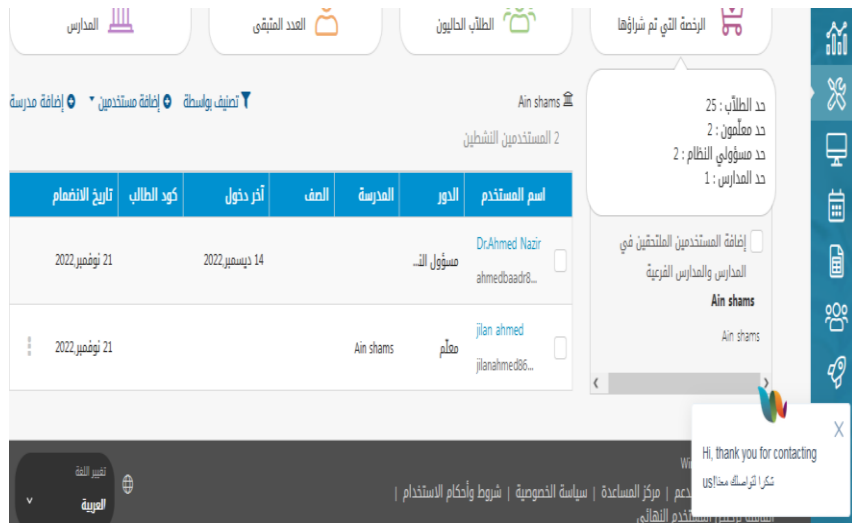 الرخصة التي تم شراؤها
الطلاّب الحاليون
العدد المتبقى
المدارس
حد الطلاّب : 25
حد معلّمون : 2
حد مسؤولي النظام : 2
حد المدارس : 1
إضافة المستخدمين الملتحقين في
المدارس والمدارس الفرعية
Ain shams
Ain shams
Ain shams
تصنيف بواسطة
إضافة مستخدمين
إضافة مدرسة
2 المستخدمين النشطين
اسم المستخدم الدور المدرسة الصف آخر دخول كود الطالب تاريخ الانضمام
Dr.Ahmed Nazir
ahmedbaadr8...
مسؤول الن... 14 ديسمبر,2022 21 نوفمبر,2022
jilan ahmed
jilanahmed86...
معلّم Ain shams 21 نوفمبر,2022
X
Hi, thank you for contacting
us!شكرا لتواصلك معنا
مركز المساعدة | سياسة الخصوصية | شروط وأحكام الاستخدام |
تغيير اللغة
العربية